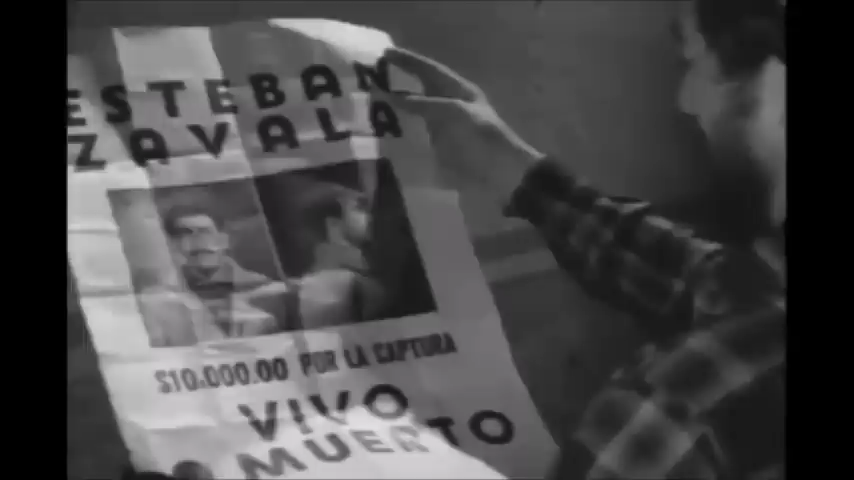 ESTEBAN
ZAVALA
$10,000.00 POR LA CAPTURA
VIVO
MUERTO